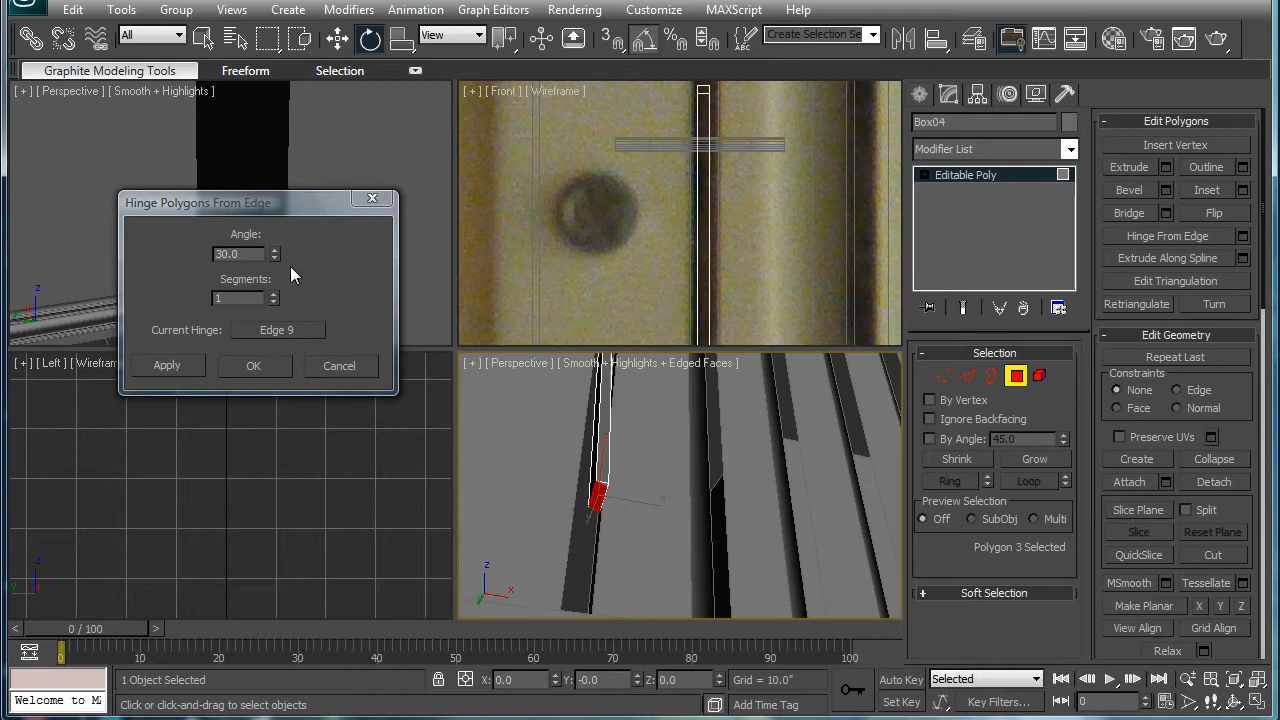 Edit Tools Group Views Create Modifiers Animation Graph Editors Rendering Customize MAXScript Help
All View Create Selection Se
Graphite Modeling Tools Freeform Selection
[ + ] [ Perspective ] [ Smooth + Highlights ]
[ + ] [ Front ] [ Wireframe ]
Hinge Polygons From Edge
Angle:
30.0
Segments:
1
Current Hinge: Edge 9
Apply OK Cancel
[ + ] [ Left ] [ Wirefram
[ + ] [ Perspective ] [ Smooth + Highlights + Edged Faces ]
z
x
z
y
x
z
x
y
Box04
Modifier List
Editable Poly
- Selection
By Vertex
Ignore Backfacing
By Angle: 45.0
Shrink Grow
Ring Loop
Preview Selection
Off SubObj Multi
Polygon 3 Selected
+ Soft Selection
- Edit Polygons
Insert Vertex
Extrude Outline
Bevel Inset
Bridge Flip
Hinge From Edge
Extrude Along Spline
Edit Triangulation
Retriangulate Turn
- Edit Geometry
Repeat Last
Constraints
None Edge
Face Normal
Preserve UVs
Create Collapse
Attach Detach
Slice Plane Split
Slice Reset Plane
QuickSlice Cut
MSmooth Tessellate
Make Planar X Y Z
View Align Grid Align
Relax
< 0 / 100 >
0 10 20 30 40 50 60 70 80 90 100
1 Object Selected X: 0.0 Y: -0.0 Z: 0.0 Grid = 10.0" Auto Key Selected
Welcome to M Click or click-and-drag to select objects Add Time Tag Set Key Key Filters... 0